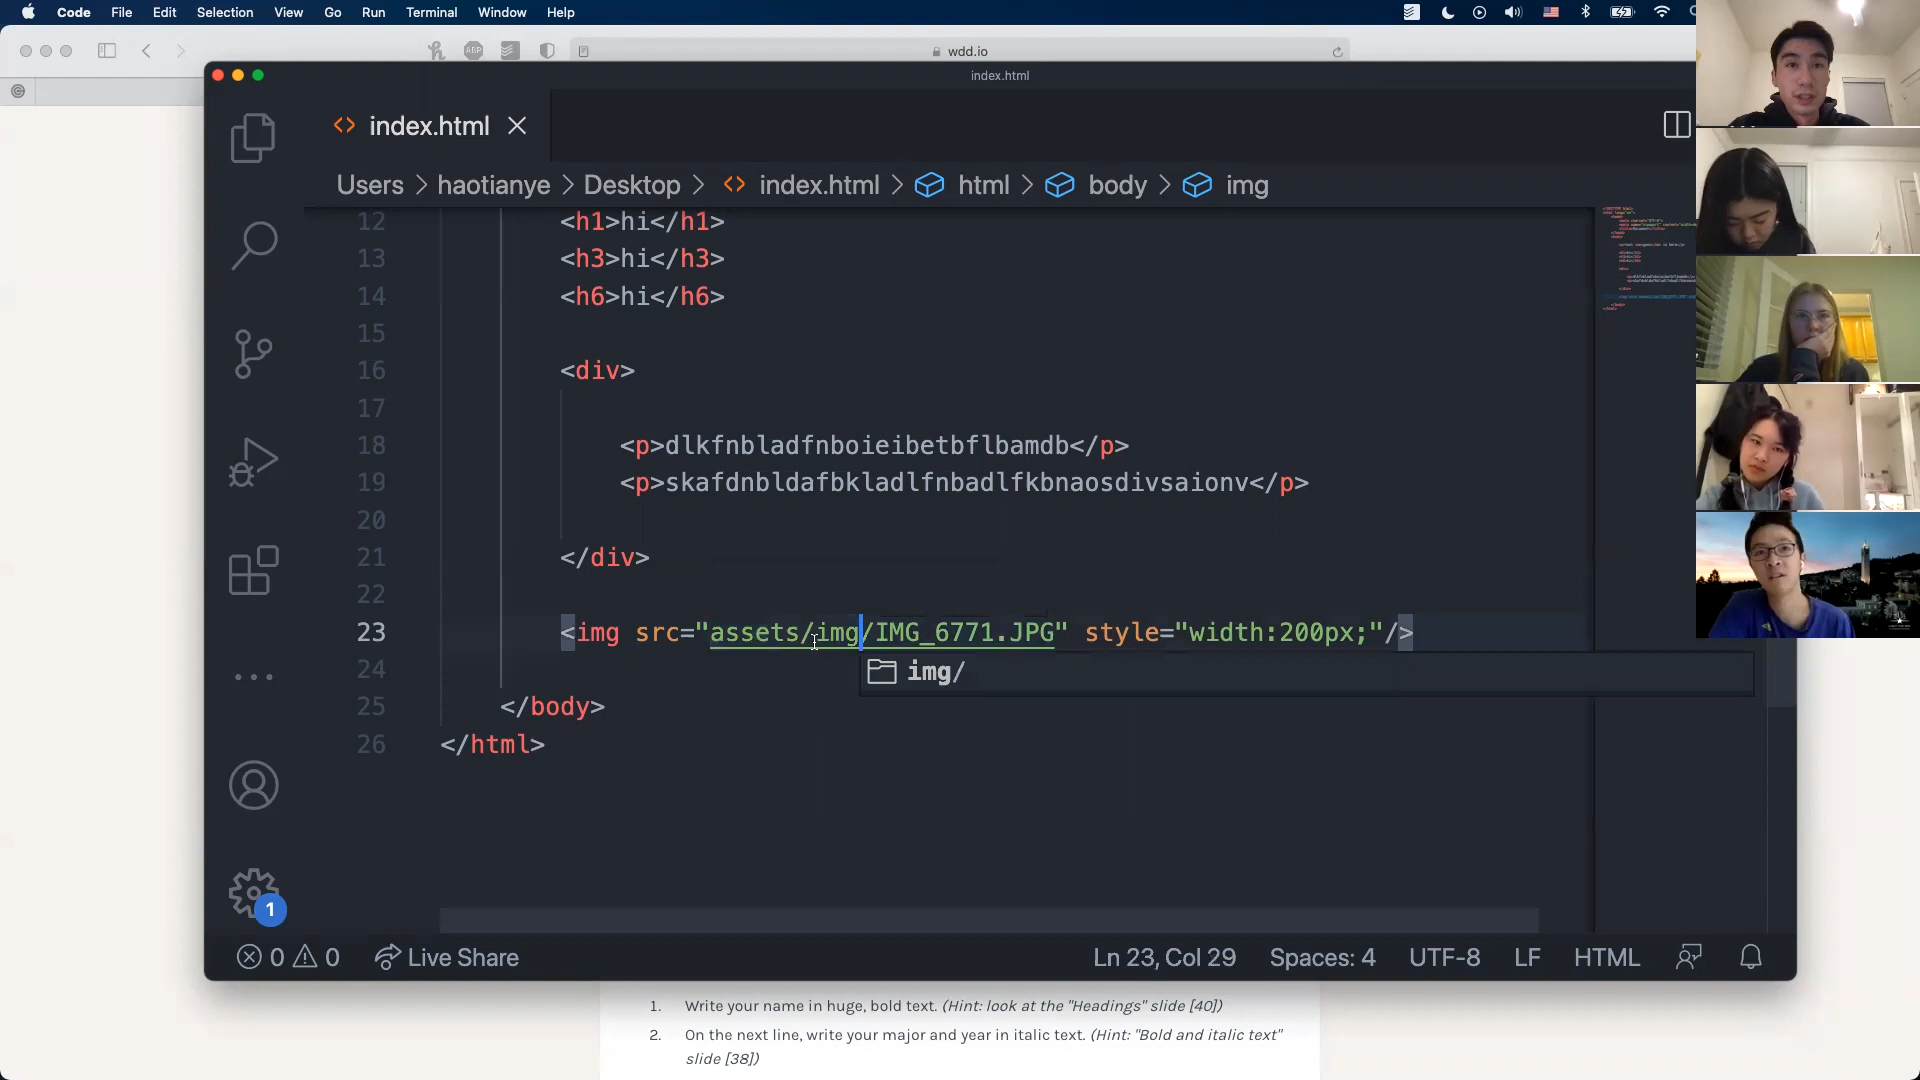 Code File Edit Selection View Go Run Terminal Window Help
ABP
wdd.io
index.html
index.html
Users > haotianye > Desktop > index.html > html > body > img
12 <h1>hi</h1>
13 <h3>hi</h3>
14 <h6>hi</h6>
15
16 <div>
17
18 <p>dlkfnbladfnboieibetbflbamdb</p>
19 <p>skafdnbldafbkladlfnbadlfkbnaosdivsaionv</p>
20
21 </div>
22
23 <img src="assets/img/IMG_6771.JPG" style="width:200px;"/>
img/
24
25 </body>
26 </html>
1
0 0 Live Share Ln 23, Col 29 Spaces: 4 UTF-8 LF HTML
1. Write your name in huge, bold text. (Hint: look at the "Headings" slide [40])
2. On the next line, write your major and year in italic text. (Hint: "Bold and italic text"
slide [38])